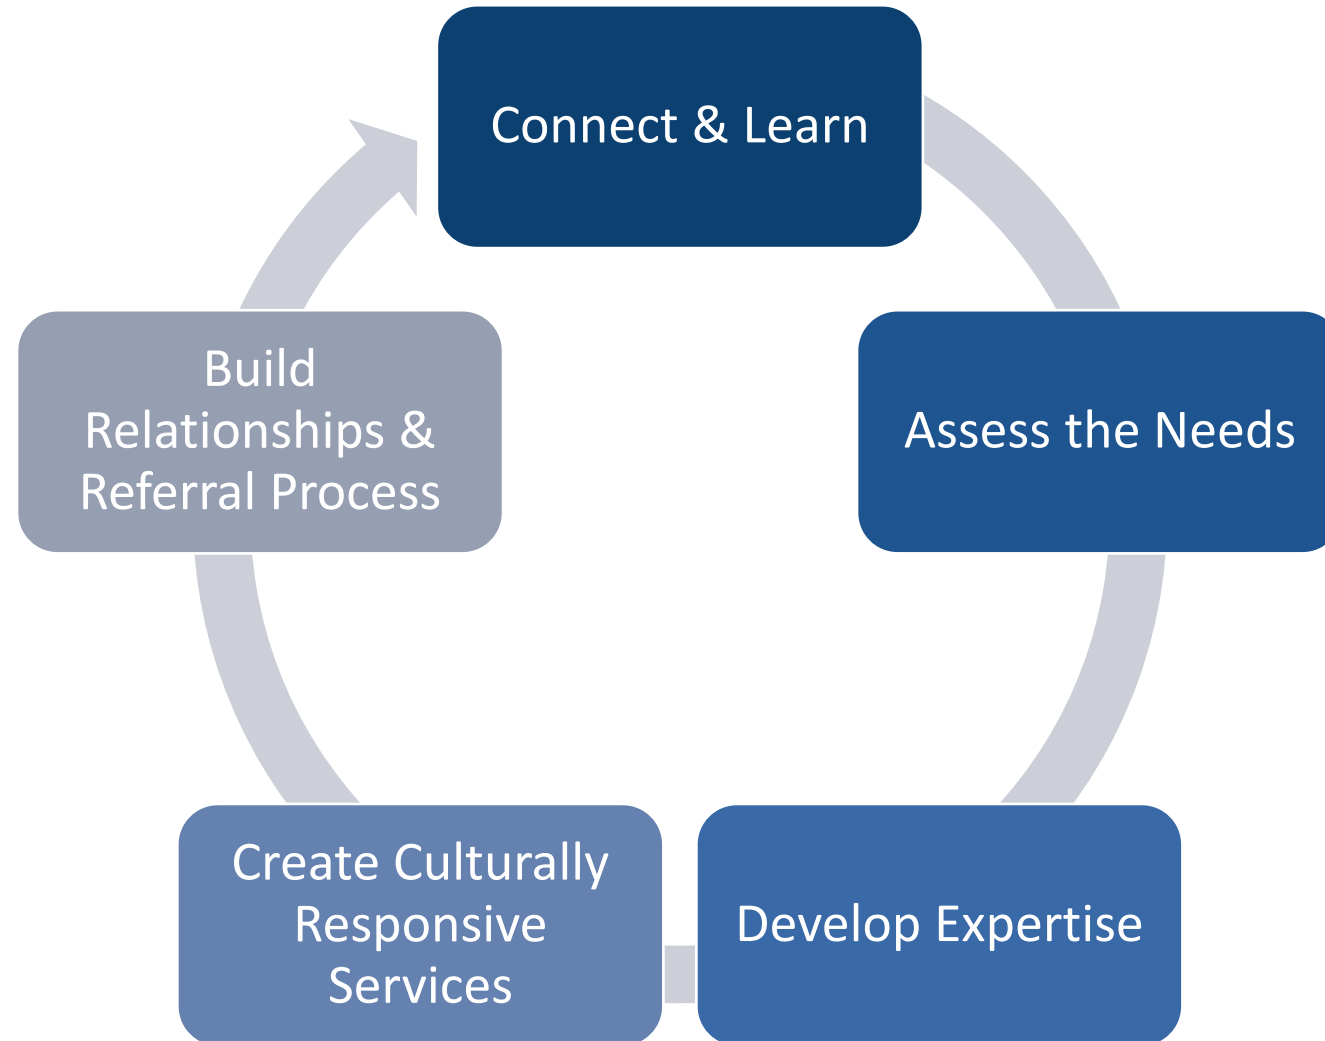 Connect & Learn
Assess the Needs
Develop Expertise
Create Culturally
Responsive
Services
Build
Relationships &
Referral Process